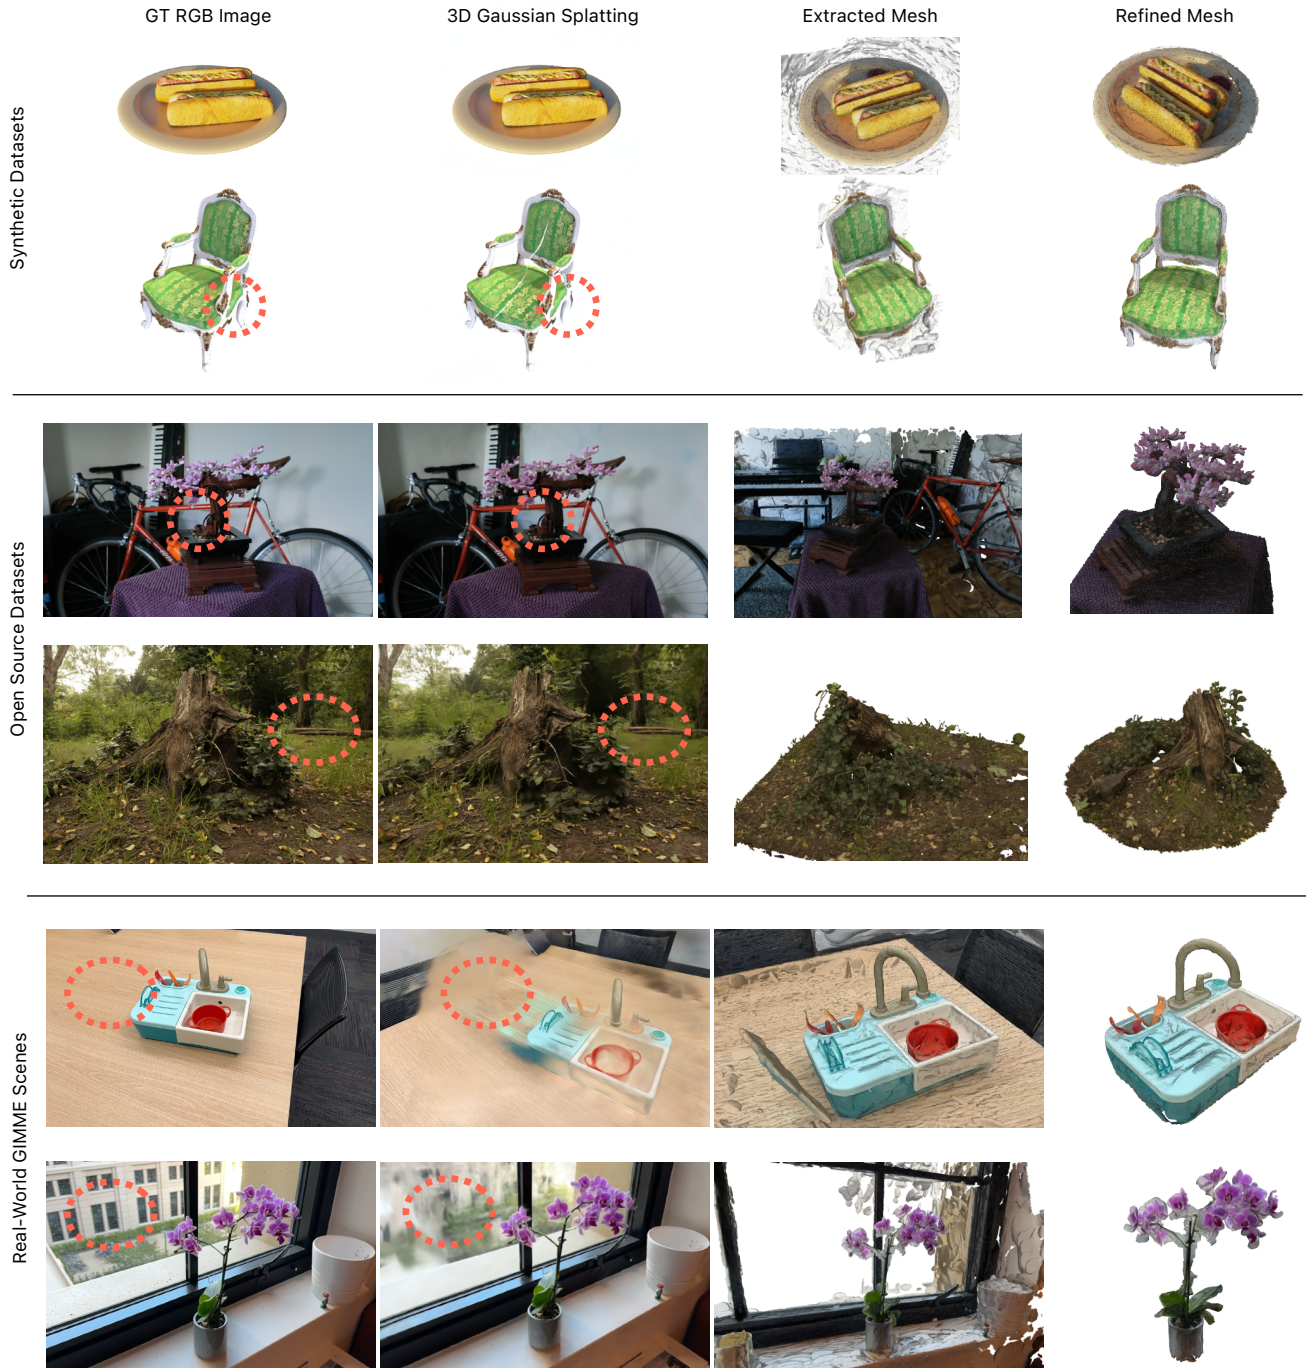 GT RGB Image
3D Gaussian Splatting
Extracted Mesh
Refined Mesh
Synthetic Datasets
Open Source Datasets
Real-World GIMME Scenes